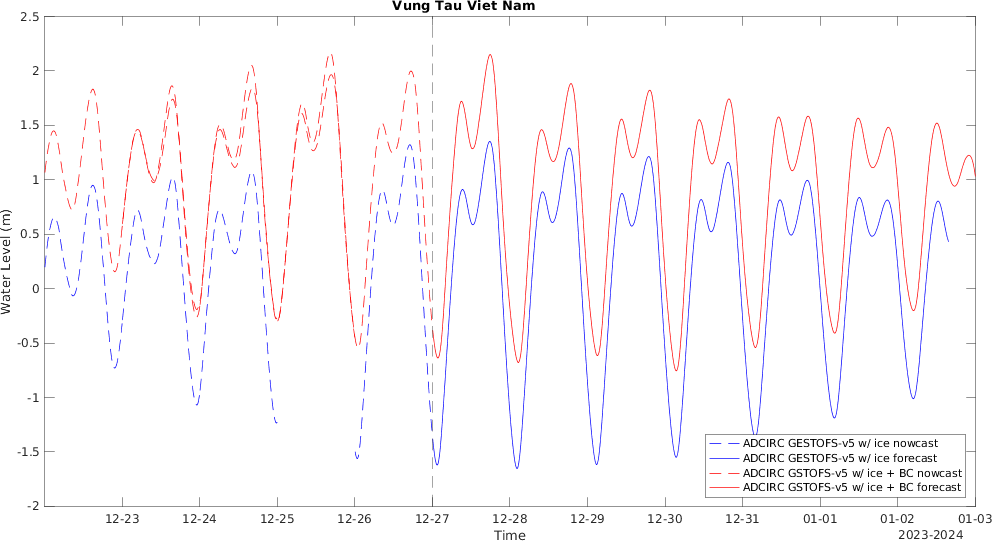 Vung Tau Viet Nam
2.5
2
1.5
1
0.5
0
-0.5
-1
-1.5
-2
Water Level (m)
ADCIRC GESTOFS-v5 w/ ice nowcast
ADCIRC GESTOFS-v5 w/ ice forecast
ADCIRC GSTOFS-v5 w/ ice + BC nowcast
ADCIRC GSTOFS-v5 w/ ice + BC forecast
12-23 12-24 12-25 12-26 12-27 12-28 12-29 12-30 12-31 01-01 01-02 01-03
Time
2023-2024